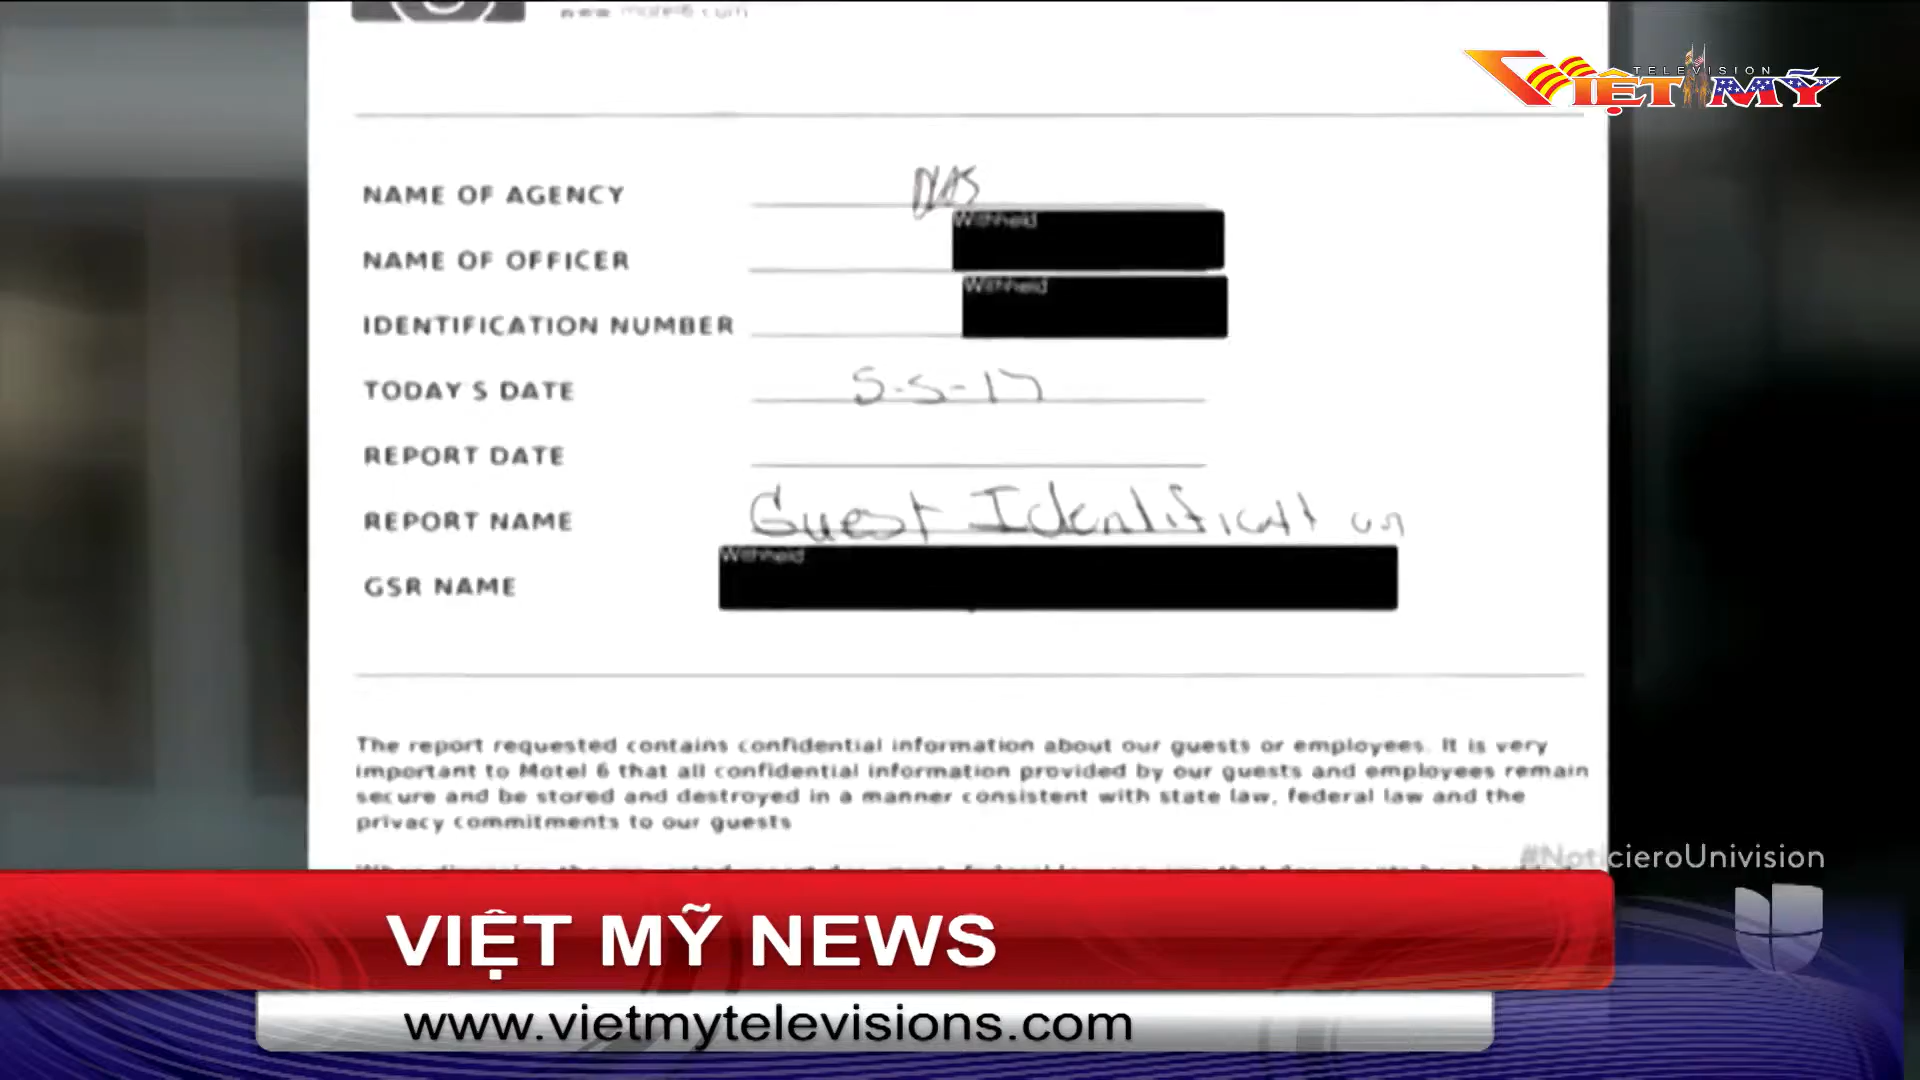 www.motel6.com
TELEVISION
VIỆT MỸ
NAME OF AGENCY
Withheld
NAME OF OFFICER
Withheld
IDENTIFICATION NUMBER
TODAY S DATE 5-5-17
REPORT DATE
REPORT NAME Guest Identification
Withheld
GSR NAME
The report requested contains confidential information about our guests or employees. It is very
important to Motel 6 that all confidential information provided by our guests and employees remain
secure and be stored and destroyed in a manner consistent with state law, federal law and the
privacy commitments to our guests
#NoticieroUnivision
VIỆT MỸ NEWS
www.vietmytelevisions.com